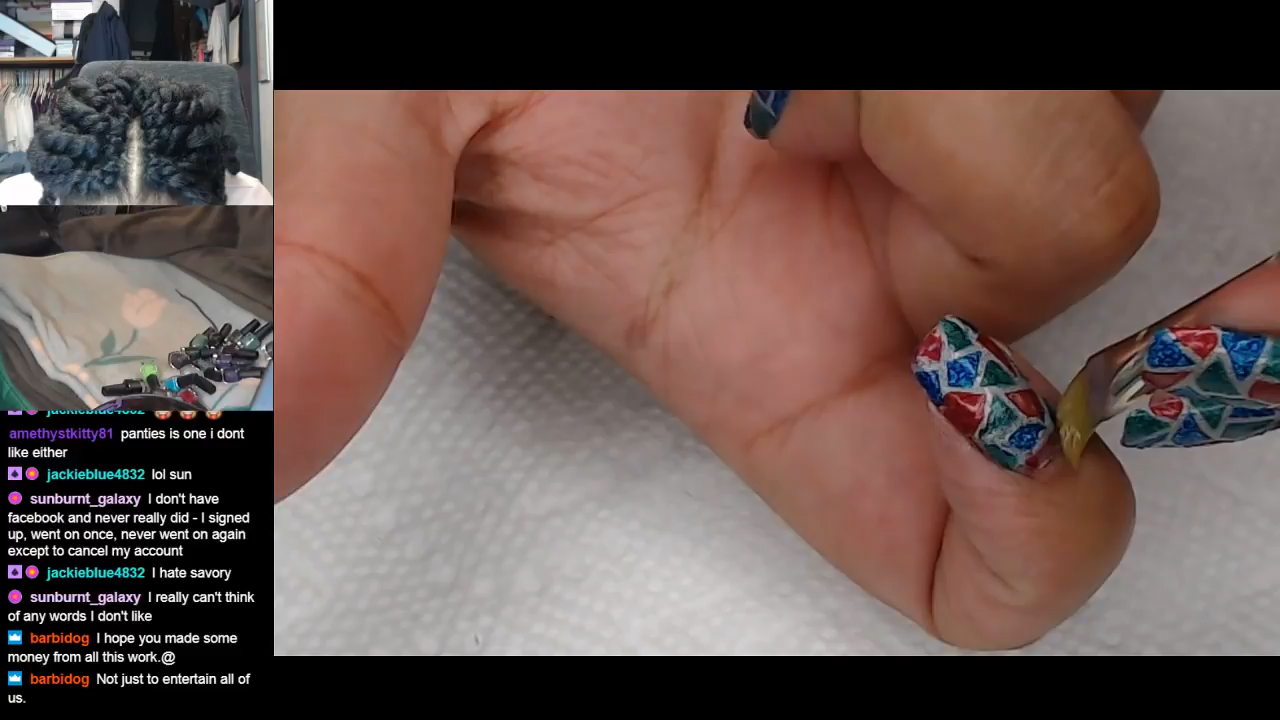 jackieblue4832
amethystkitty81 panties is one i dont
like either
jackieblue4832 lol sun
sunburnt_galaxy I don't have
facebook and never really did - I signed
up, went on once, never went on again
except to cancel my account
jackieblue4832 I hate savory
sunburnt_galaxy I really can't think
of any words I don't like
barbidog I hope you made some
money from all this work.@
barbidog Not just to entertain all of
us.